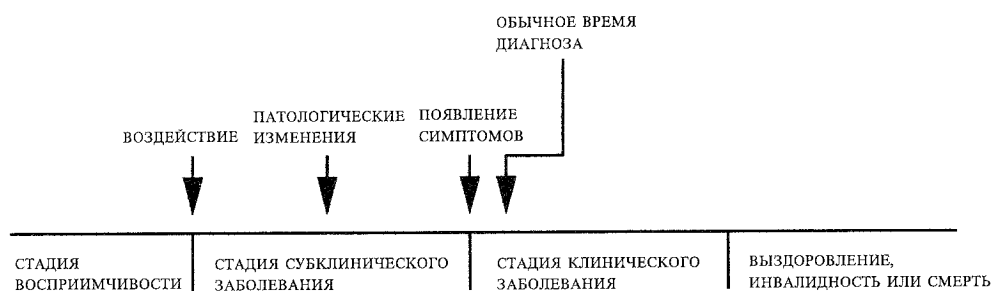 ОБЫЧНОЕ ВРЕМЯ
ДИАГНОЗА
ВОЗДЕЙСТВИЕ
ПАТОЛОГИЧЕСКИЕ
ИЗМЕНЕНИЯ
ПОЯВЛЕНИЕ
СИМПТОМОВ
СТАДИЯ
ВОСПРИИМЧИВОСТИ
СТАДИЯ СУБКЛИНИЧЕСКОГО
ЗАБОЛЕВАНИЯ
СТАДИЯ КЛИНИЧЕСКОГО
ЗАБОЛЕВАНИЯ
ВЫЗДОРОВЛЕНИЕ,
ИНВАЛИДНОСТЬ ИЛИ СМЕРТЬ